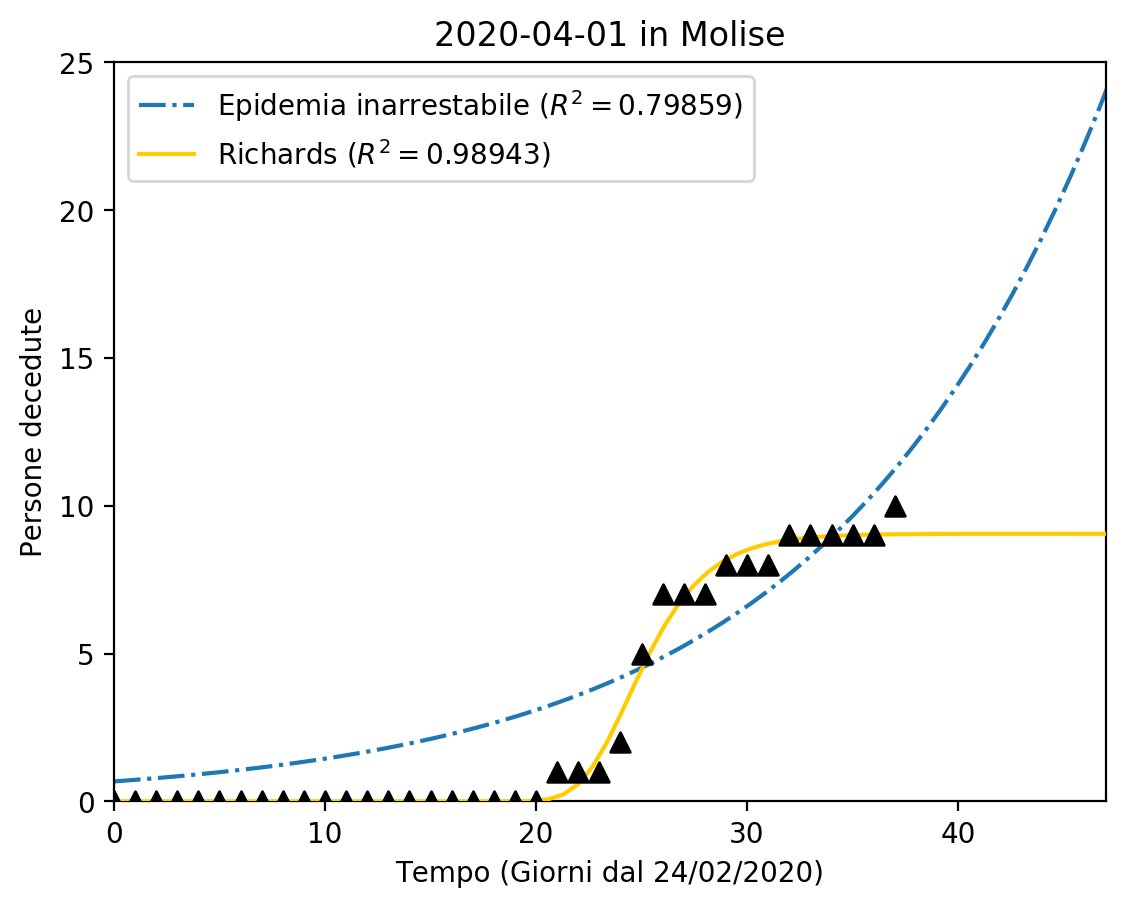 2020-04-01 in Molise
Epidemia inarrestabile (R² = 0.79859)
Richards (R² = 0.98943)
25
20
15
10
5
0
Persone decedute
0 10 20 30 40
Tempo (Giorni dal 24/02/2020)